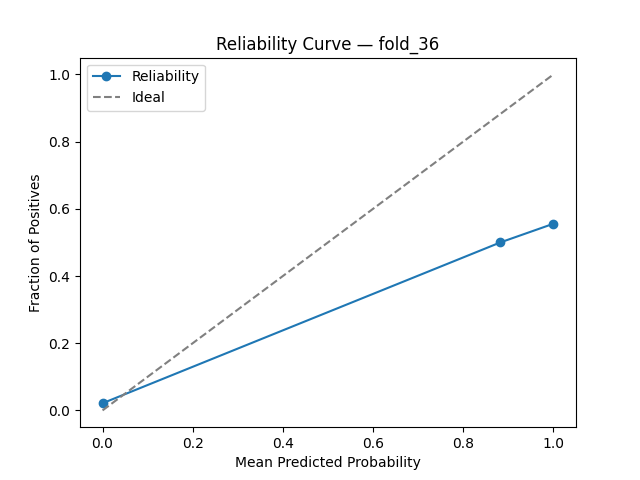 Reliability Curve — fold_36
Reliability
Ideal
Fraction of Positives
1.0
0.8
0.6
0.4
0.2
0.0
0.0 0.2 0.4 0.6 0.8 1.0
Mean Predicted Probability